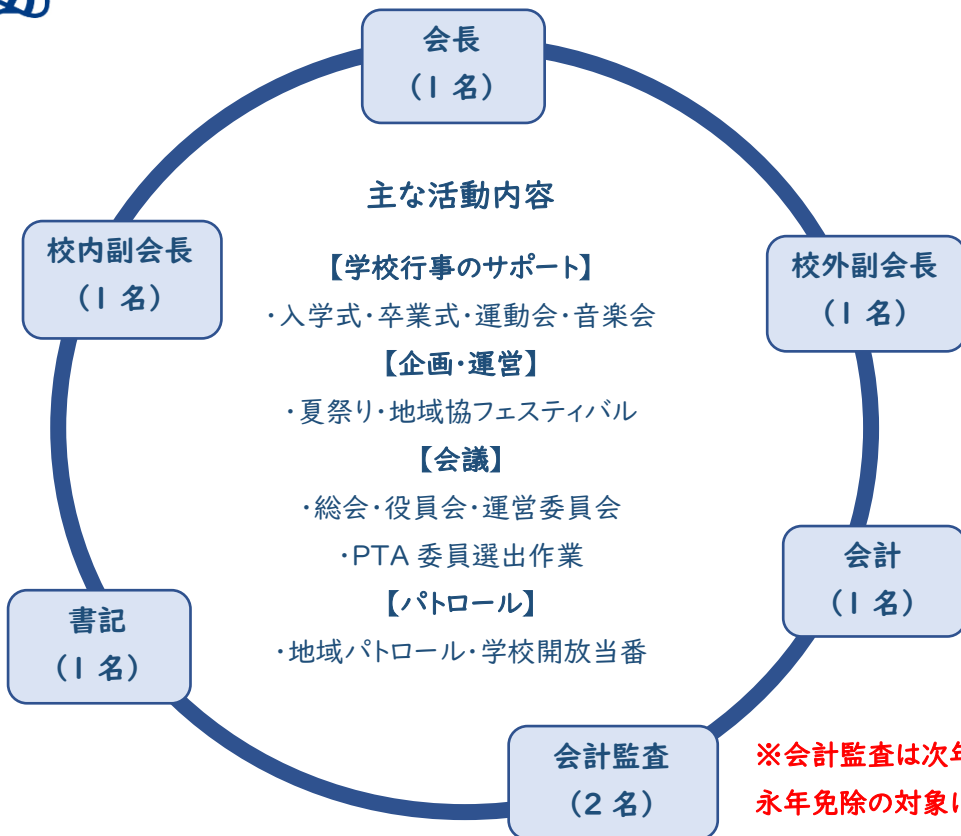 会長
(1 名)
主な活動内容
校内副会長
(1 名)
校外副会長
(1 名)
【学校行事のサポート】
・入学式・卒業式・運動会・音楽会
【企画・運営】
・夏祭り・地域協フェスティバル
【会議】
・総会・役員会・運営委員会
・PTA 委員選出作業
会計
(1 名)
【パトロール】
・地域パトロール・学校開放当番
書記
(1 名)
会計監査
(2 名)
※会計監査は次年
永年免除の対象に